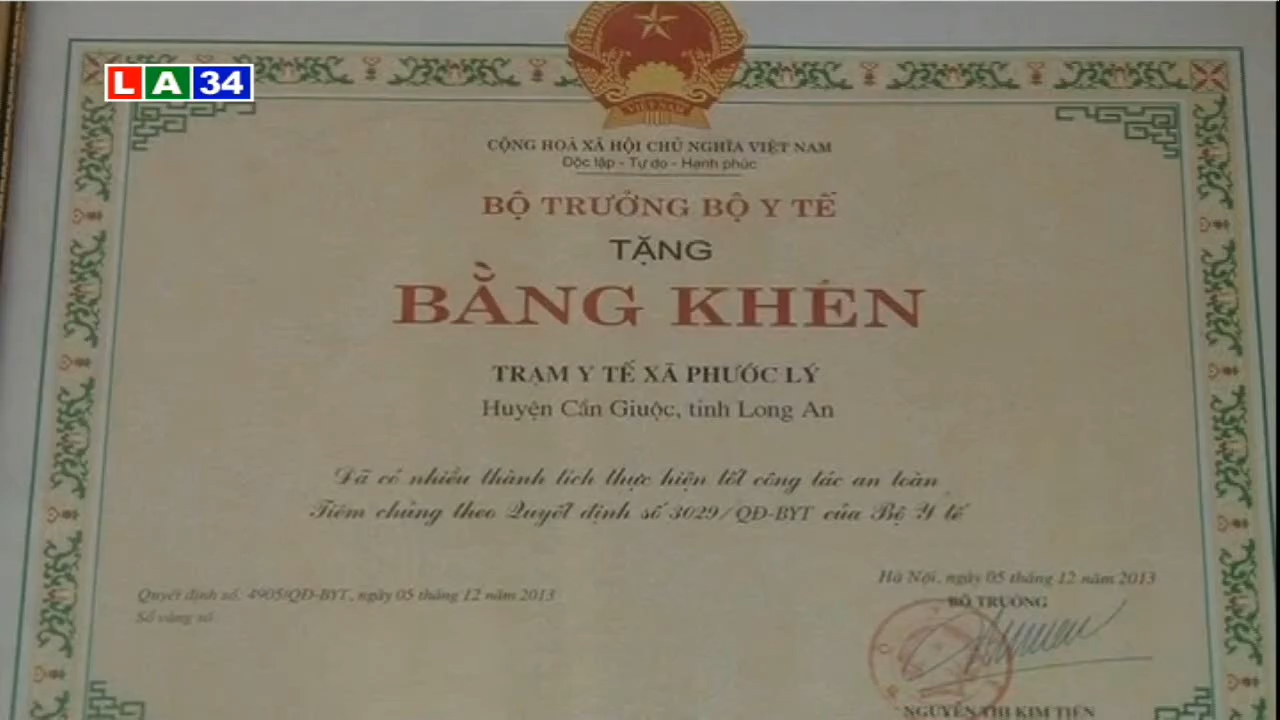 LA34
VIỆT NAM
CỘNG HOÀ XÃ HỘI CHỦ NGHĨA VIỆT NAM
Độc lập - Tự do - Hạnh phúc
BỘ TRƯỞNG BỘ Y TẾ
TẶNG
BẰNG KHEN
TRẠM Y TẾ XÃ PHƯỚC LÝ
Huyện Cần Giuộc, tỉnh Long An
Đã có nhiều thành tích thực hiện tốt công tác an toàn
Tiêm chủng theo Quyết định số 3029/QĐ-BYT của Bộ Y tế
Quyết định số: 4905/QĐ-BYT, ngày 05 tháng 12 năm 2013
Sổ vàng số
Hà Nội, ngày 05 tháng 12 năm 2013
BỘ TRƯỞNG
NGUYỄN THỊ KIM TIẾN